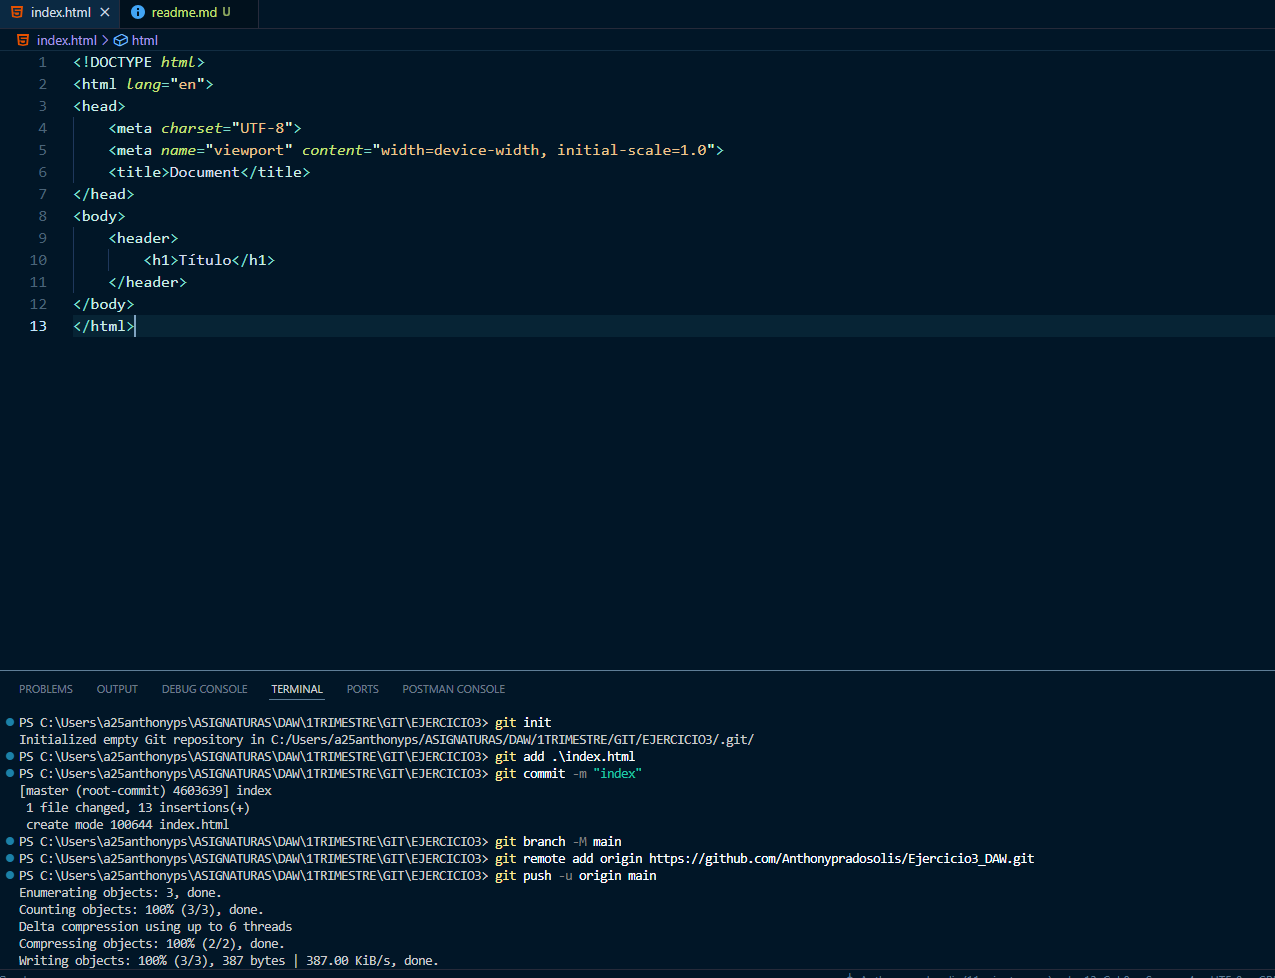 index.html
readme.md U
index.html > html
1 <!DOCTYPE html>
2 <html lang="en">
3 <head>
4 <meta charset="UTF-8">
5 <meta name="viewport" content="width=device-width, initial-scale=1.0">
6 <title>Document</title>
7 </head>
8 <body>
9 <header>
10 <h1>Título</h1>
11 </header>
12 </body>
13 </html>
PROBLEMS OUTPUT DEBUG CONSOLE TERMINAL PORTS POSTMAN CONSOLE
PS C:\Users\a25anthonyps\ASIGNATURAS\DAW\1TRIMESTRE\GIT\EJERCICIO3> git init
Initialized empty Git repository in C:/Users/a25anthonyps/ASIGNATURAS/DAW/1TRIMESTRE/GIT/EJERCICIO3/.git/
PS C:\Users\a25anthonyps\ASIGNATURAS\DAW\1TRIMESTRE\GIT\EJERCICIO3> git add .\index.html
PS C:\Users\a25anthonyps\ASIGNATURAS\DAW\1TRIMESTRE\GIT\EJERCICIO3> git commit -m "index"
[master (root-commit) 4603639] index
1 file changed, 13 insertions(+)
create mode 100644 index.html
PS C:\Users\a25anthonyps\ASIGNATURAS\DAW\1TRIMESTRE\GIT\EJERCICIO3> git branch -M main
PS C:\Users\a25anthonyps\ASIGNATURAS\DAW\1TRIMESTRE\GIT\EJERCICIO3> git remote add origin https://github.com/Anthonypradosolis/Ejercicio3_DAW.git
PS C:\Users\a25anthonyps\ASIGNATURAS\DAW\1TRIMESTRE\GIT\EJERCICIO3> git push -u origin main
Enumerating objects: 3, done.
Counting objects: 100% (3/3), done.
Delta compression using up to 6 threads
Compressing objects: 100% (2/2), done.
Writing objects: 100% (3/3), 387 bytes | 387.00 KiB/s, done.